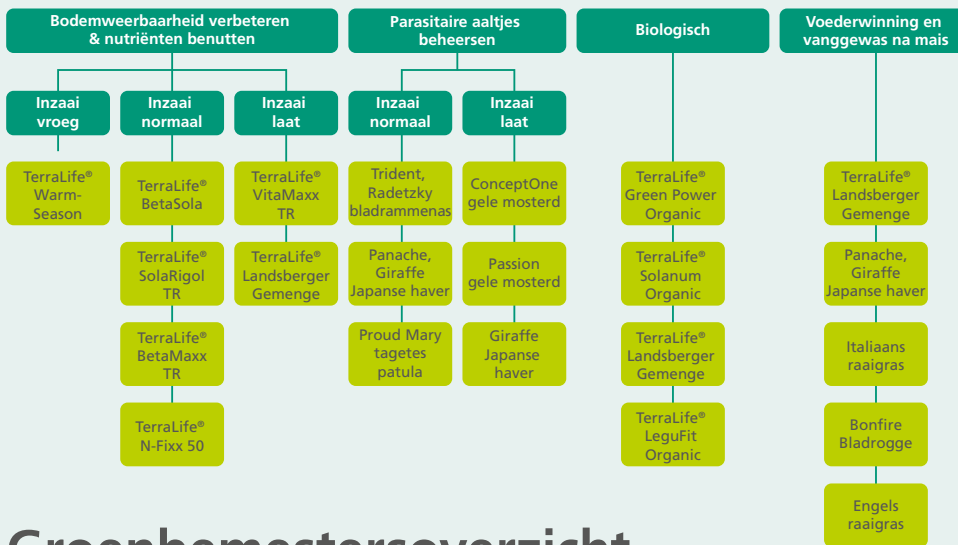 Bodemweerbaarheid verbeteren
& nutriënten benutten
Parasitaire aaltjes
beheersen
Biologisch
Voederwinning en
vanggewas na mais
Inzaai
vroeg
Inzaai
normaal
Inzaai
laat
Inzaai
normaal
Inzaai
laat
TerraLife®
Warm-
Season
TerraLife®
BetaSola
TerraLife®
VitaMaxx
TR
Trident,
Radetzky
bladrammenas
ConceptOne
gele mosterd
TerraLife®
Green Power
Organic
TerraLife®
Landsberger
Gemenge
TerraLife®
SolaRigol
TR
TerraLife®
Landsberger
Gemenge
Panache,
Giraffe
Japanse haver
Passion
gele mosterd
TerraLife®
Solanum
Organic
Panache,
Giraffe
Japanse haver
TerraLife®
BetaMaxx
TR
Proud Mary
tagetes
patula
Giraffe
Japanse
haver
TerraLife®
Landsberger
Gemenge
Italiaans
raaigras
TerraLife®
N-Fixx 50
TerraLife®
LeguFit
Organic
Bonfire
Bladrogge
Engels
raaigras
Groenbemestersoverzicht